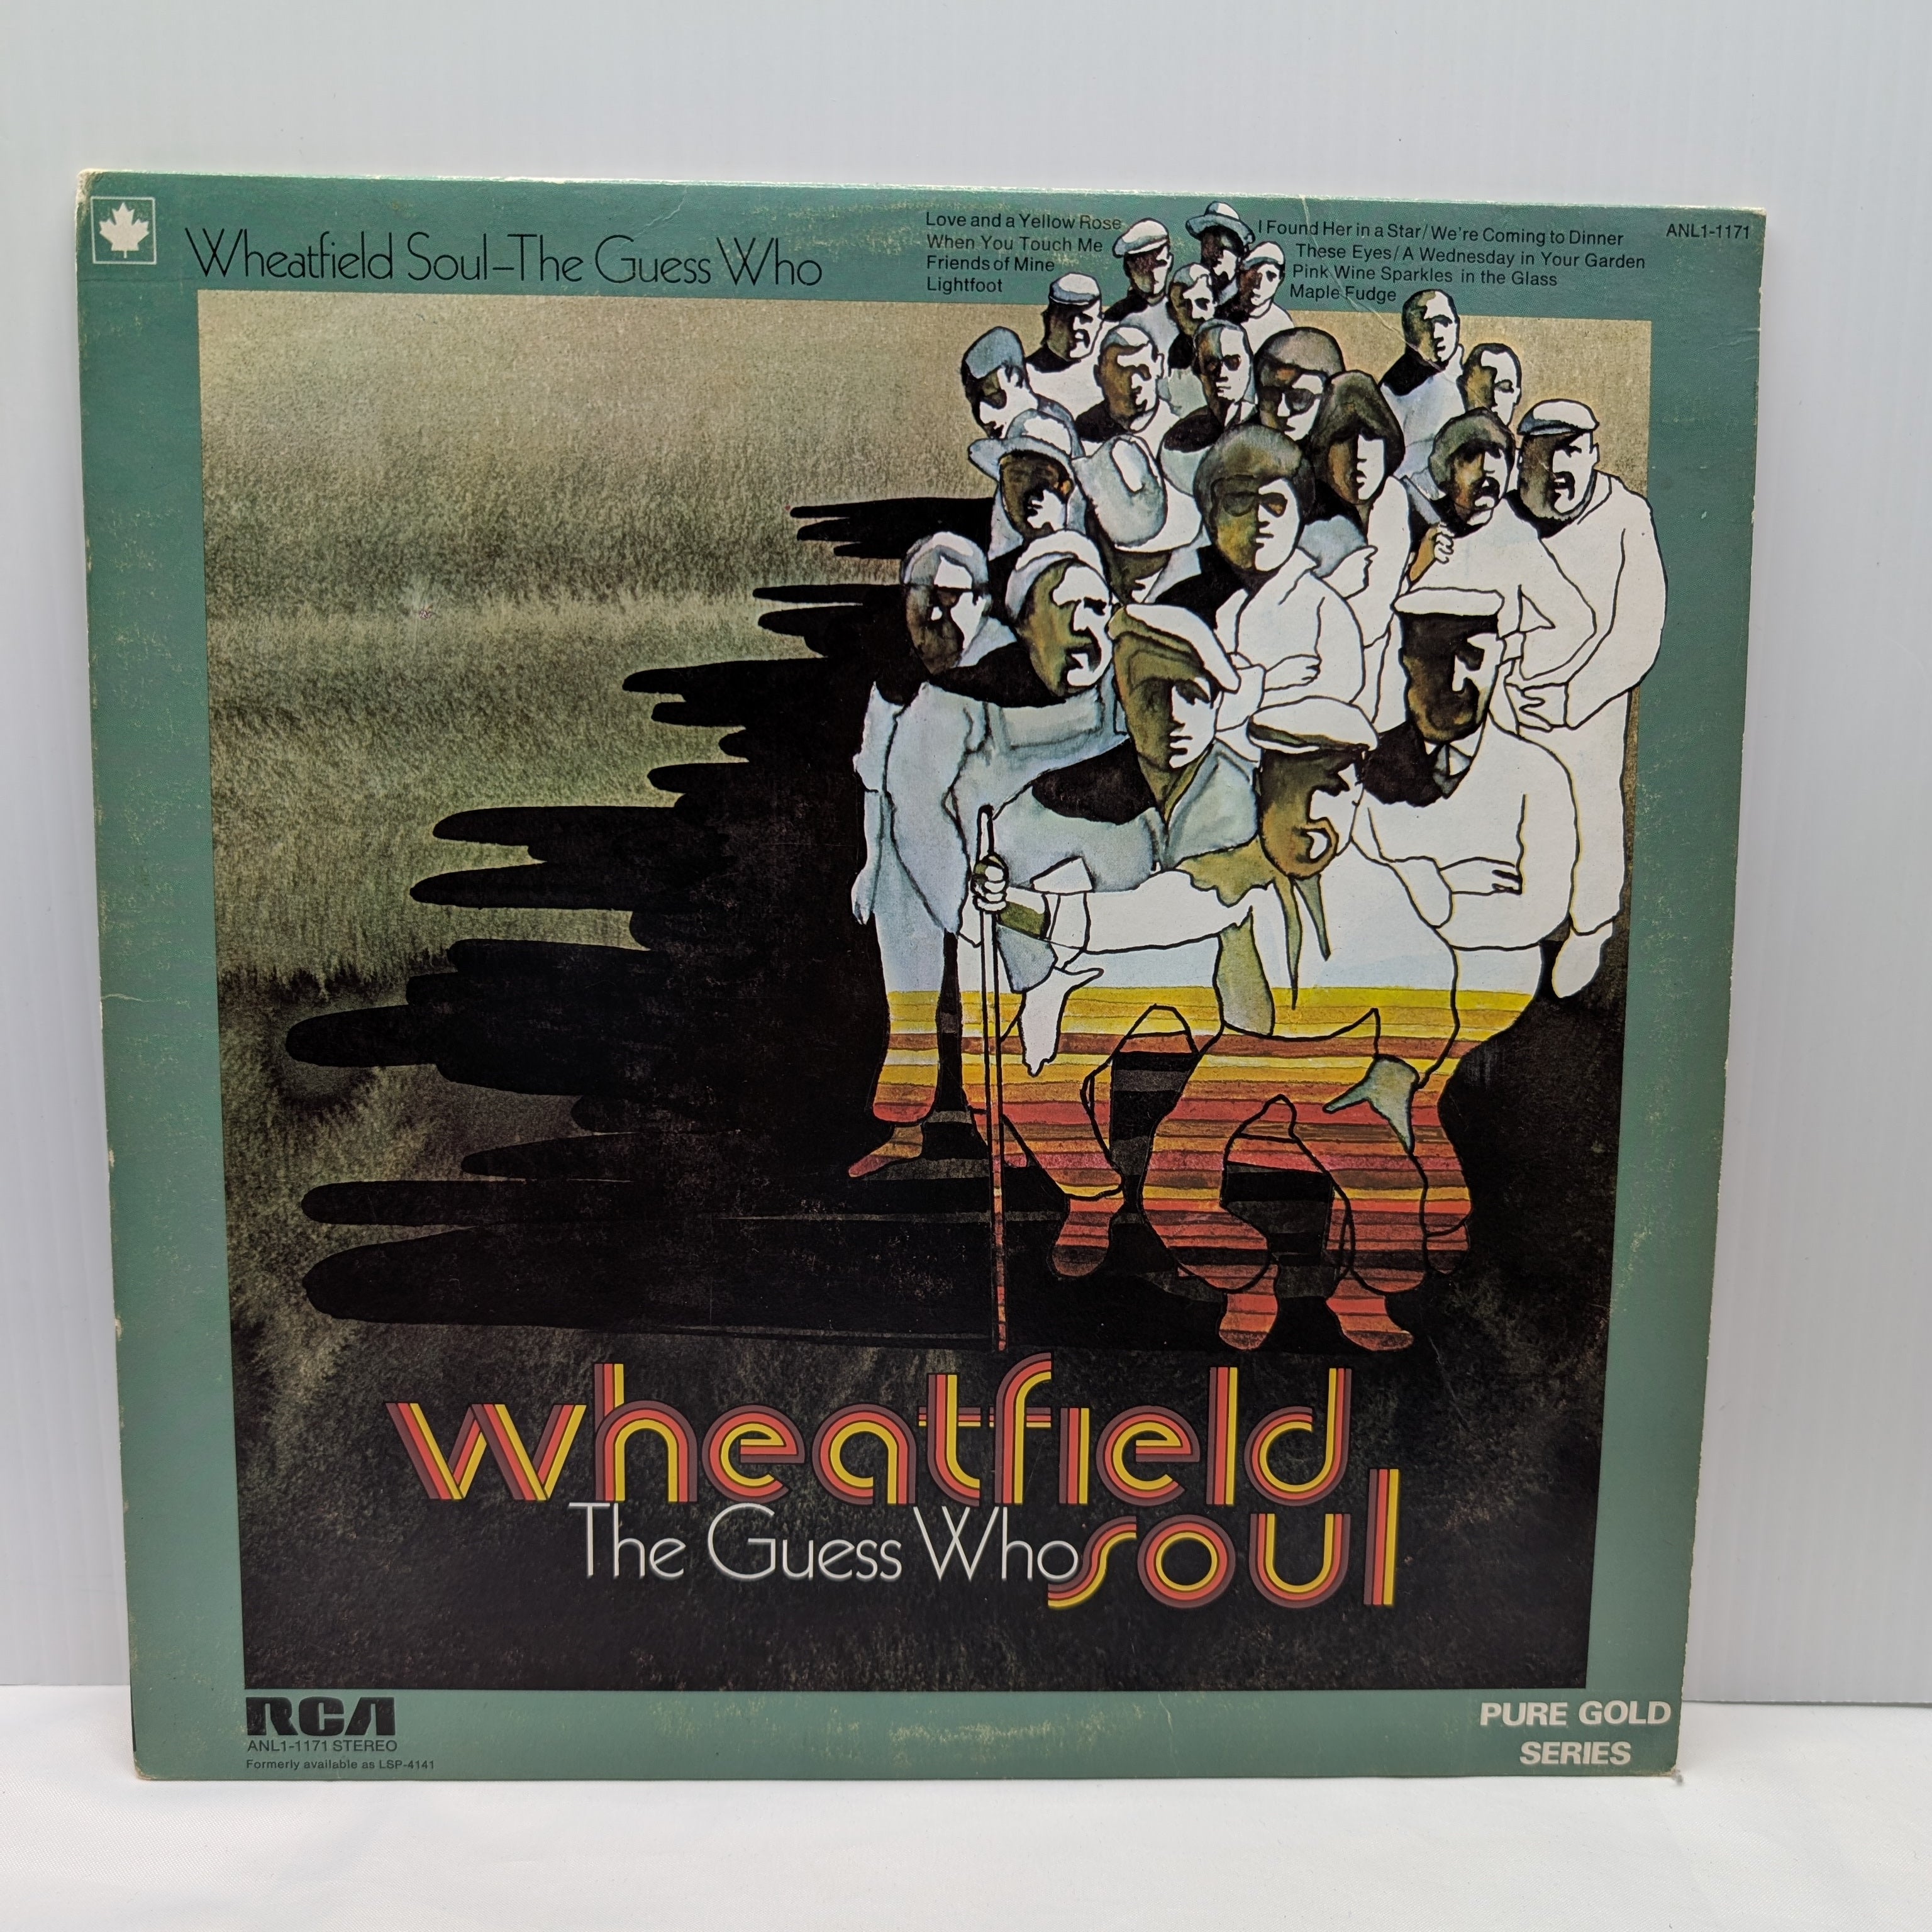 Wheatfield Soul–The Guess Who
Love and a Yellow Rose
When You Touch Me
Friends of Mine
Lightfoot
I Found Her in a Star/We're Coming to Dinner
These Eyes/A Wednesday in Your Garden
Pink Wine Sparkles in the Glass
Maple Fudge
ANL1-1171
wheatfield
The Guess Who soul
RCA
ANL1-1171 STEREO
Formerly available as LSP-4141
PURE GOLD
SERIES